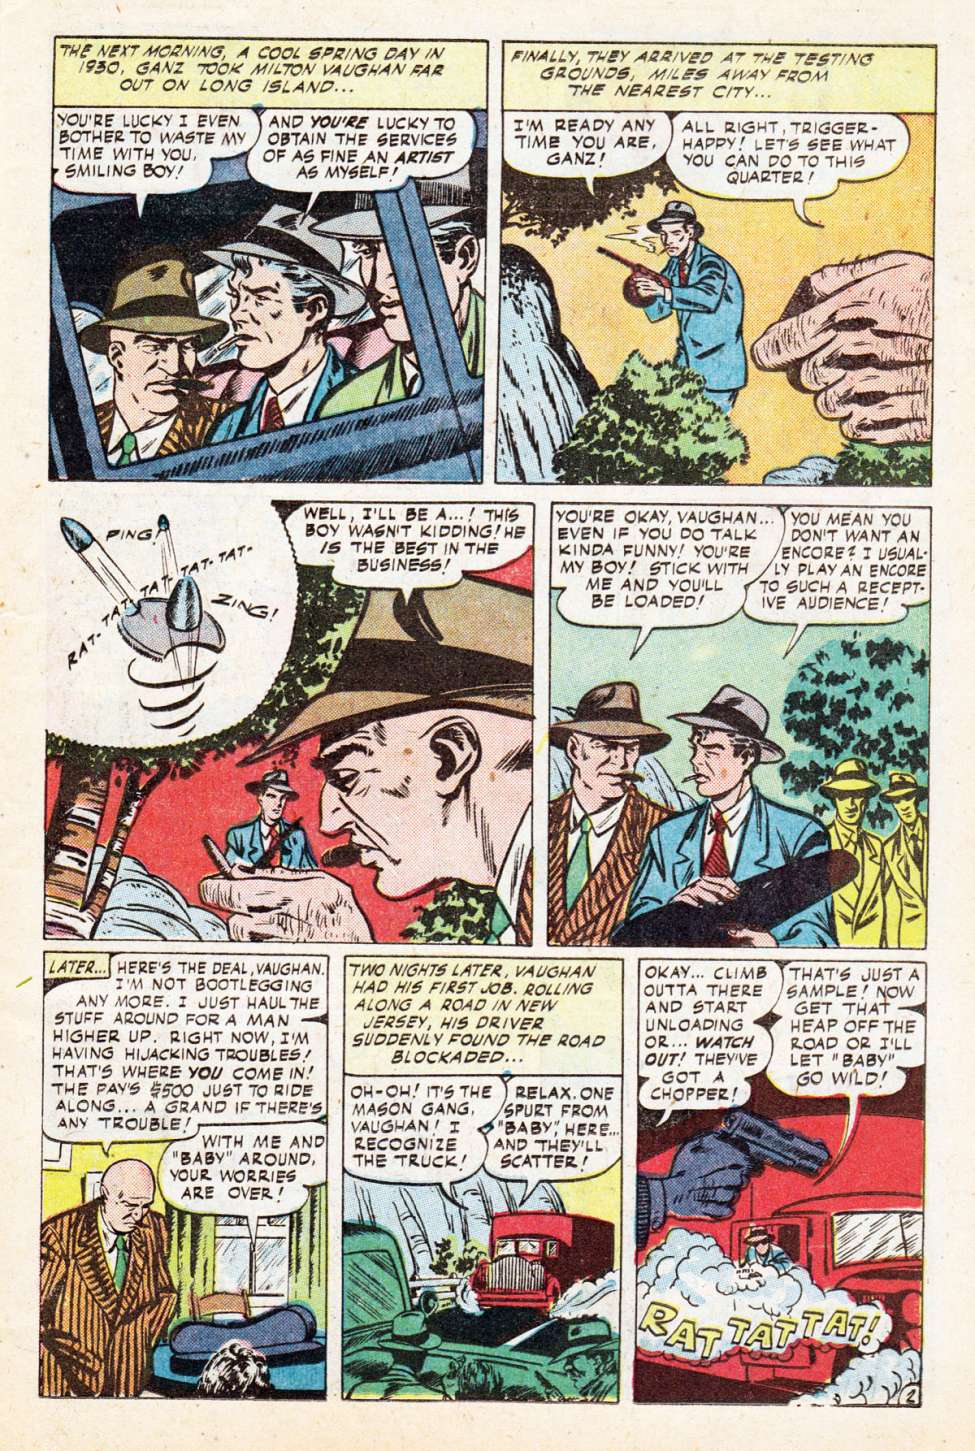 THE NEXT MORNING, A COOL SPRING DAY IN
1930, GANZ TOOK MILTON VAUGHAN FAR
OUT ON LONG ISLAND...
YOU'RE LUCKY I EVEN
BOTHER TO WASTE MY
TIME WITH YOU,
SMILING BOY!
AND YOU'RE LUCKY TO
OBTAIN THE SERVICES
OF AS FINE AN ARTIST
AS MYSELF!
FINALLY, THEY ARRIVED AT THE TESTING
GROUNDS, MILES AWAY FROM
THE NEAREST CITY...
I'M READY ANY
TIME YOU ARE,
GANZ!
ALL RIGHT, TRIGGER-
HAPPY! LET'S SEE WHAT
YOU CAN DO TO THIS
QUARTER!
PING!
RAT-TAT-TAT-TAT-TAT-
ZING!
WELL, I'LL BE A...! THIS
BOY WASN'T KIDDING! HE
IS THE BEST IN THE
BUSINESS!
YOU'RE OKAY, VAUGHAN...
EVEN IF YOU DO TALK
KINDA FUNNY! YOU'RE
MY BOY! STICK WITH
ME AND YOU'LL
BE LOADED!
YOU MEAN YOU
DON'T WANT AN
ENCORE? I USUAL-
LY PLAY AN ENCORE
TO SUCH A RECEPT-
IVE AUDIENCE!
LATER...
HERE'S THE DEAL, VAUGHAN.
I'M NOT BOOTLEGGING
ANY MORE. I JUST HAUL THE
STUFF AROUND FOR A MAN
HIGHER UP. RIGHT NOW, I'M
HAVING HIJACKING TROUBLES!
THAT'S WHERE YOU COME IN!
THE PAY'S $500 JUST TO RIDE
ALONG... A GRAND IF THERE'S
ANY TROUBLE!
WITH ME AND
"BABY" AROUND,
YOUR WORRIES
ARE OVER!
TWO NIGHTS LATER, VAUGHAN
HAD HIS FIRST JOB. ROLLING
ALONG A ROAD IN NEW
JERSEY, HIS DRIVER
SUDDENLY FOUND THE ROAD
BLOCKADED...
OH-OH! IT'S THE
MASON GANG,
VAUGHAN! I
RECOGNIZE
THE TRUCK!
RELAX. ONE
SPURT FROM
"BABY", HERE...
AND THEY'LL
SCATTER!
OKAY... CLIMB
OUTTA THERE
AND START
UNLOADING
OR... WATCH
OUT! THEY'VE
GOT A
CHOPPER!
THAT'S JUST A
SAMPLE! NOW
GET THAT
HEAP OFF THE
ROAD OR I'LL
LET "BABY"
GO WILD!
RAT TAT TAT!
2